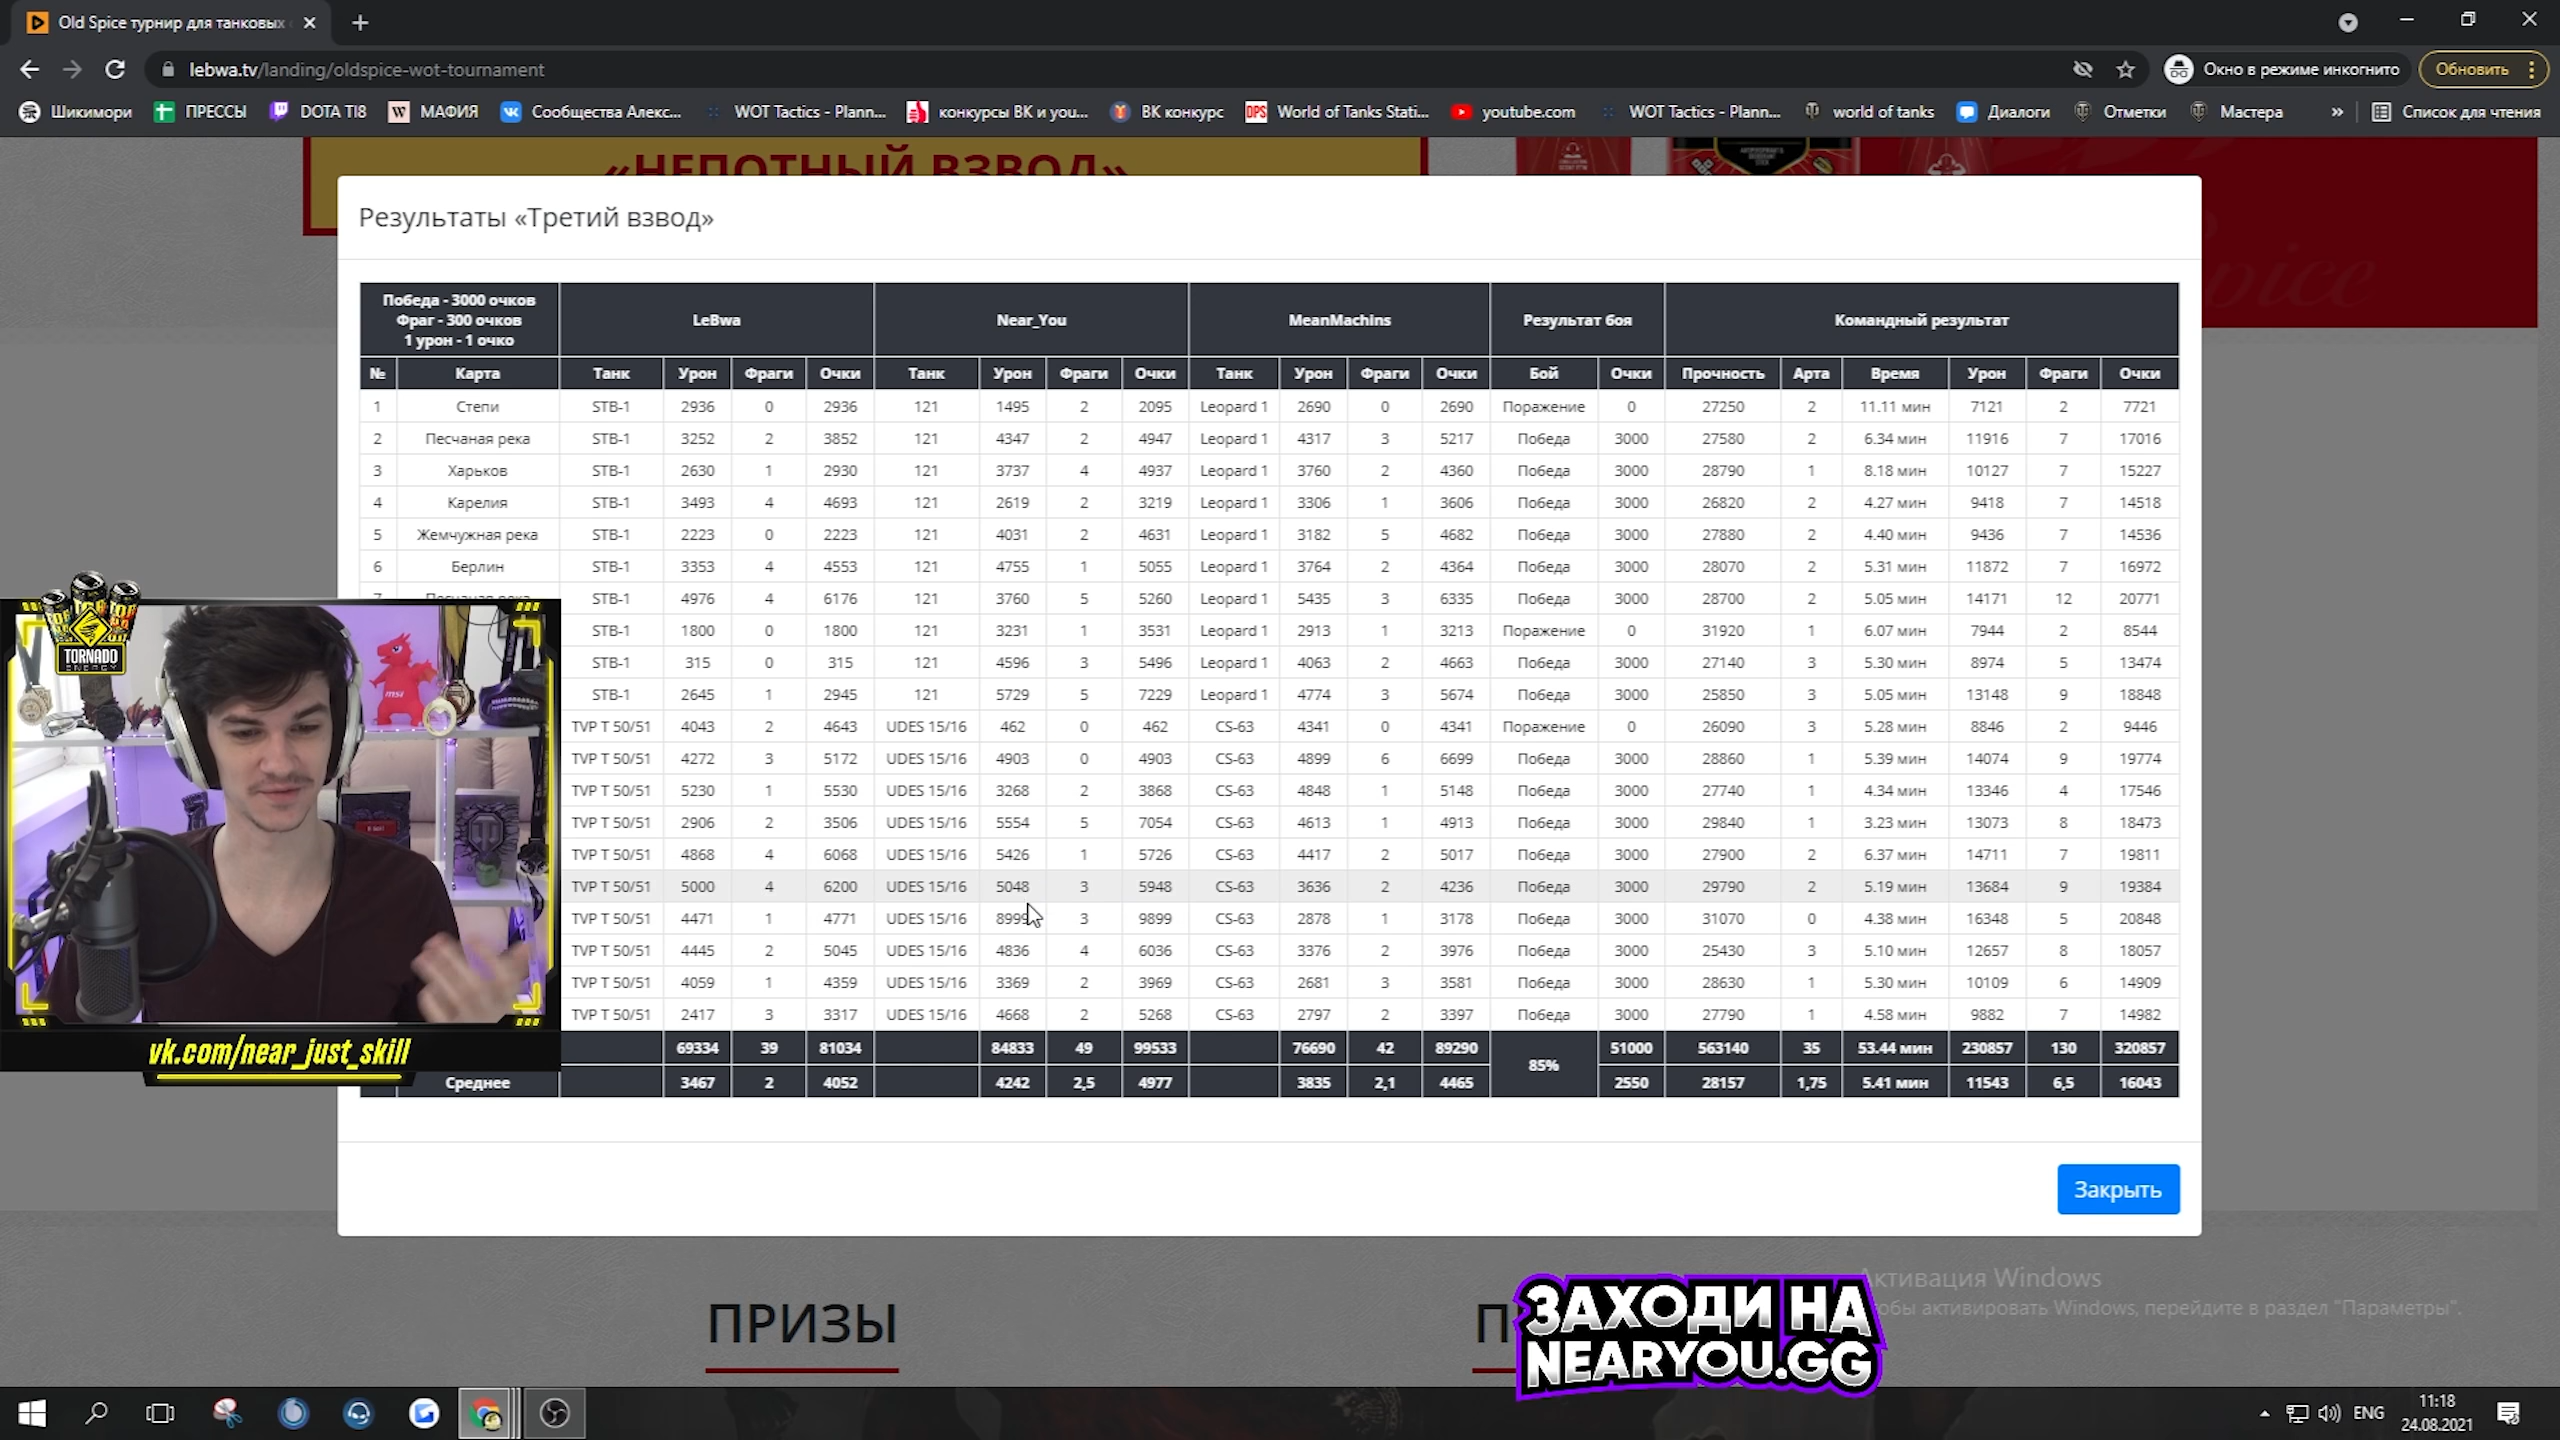 Old Spice турнир для танковых
lebwa.tv/landing/oldspice-wot-tournament
Окно в режиме инкогнито
Обновить
Шикимори ПРЕССЫ DOTA TI8 МАФИЯ Сообщества Алекс... WOT Tactics - Plann... конкурсы ВК и you... ВК конкурс World of Tanks Stati... youtube.com WOT Tactics - Plann... world of tanks Диалоги Отметки Мастера » Список для чтения
«НЕПОТНЫЙ ВЗВОД»
Результаты «Третий взвод»
Победа - 3000 очков
Фраг - 300 очков
1 урон - 1 очко
LeBwa Near_You MeanMachins Результат боя Командный результат
№ Карта Танк Урон Фраги Очки Танк Урон Фраги Очки Танк Урон Фраги Очки Бой Очки Прочность Арта Время Урон Фраги Очки
1 Степи STB-1 2936 0 2936 121 1495 2 2095 Leopard 1 2690 0 2690 Поражение 0 27250 2 11.11 мин 7121 2 7721
2 Песчаная река STB-1 3252 2 3852 121 4347 2 4947 Leopard 1 4317 3 5217 Победа 3000 27580 2 6.34 мин 11916 7 17016
3 Харьков STB-1 2630 1 2930 121 3737 4 4937 Leopard 1 3760 2 4360 Победа 3000 28790 1 8.18 мин 10127 7 15227
4 Карелия STB-1 3493 4 4693 121 2619 2 3219 Leopard 1 3306 1 3606 Победа 3000 26820 2 4.27 мин 9418 7 14518
5 Жемчужная река STB-1 2223 0 2223 121 4031 2 4631 Leopard 1 3182 5 4682 Победа 3000 27880 2 4.40 мин 9436 7 14536
6 Берлин STB-1 3353 4 4553 121 4755 1 5055 Leopard 1 3764 2 4364 Победа 3000 28070 2 5.31 мин 11872 7 16972
STB-1 4976 4 6176 121 3760 5 5260 Leopard 1 5435 3 6335 Победа 3000 28700 2 5.05 мин 14171 12 20771
STB-1 1800 0 1800 121 3231 1 3531 Leopard 1 2913 1 3213 Поражение 0 31920 1 6.07 мин 7944 2 8544
STB-1 315 0 315 121 4596 3 5496 Leopard 1 4063 2 4663 Победа 3000 27140 3 5.30 мин 8974 5 13474
STB-1 2645 1 2945 121 5729 5 7229 Leopard 1 4774 3 5674 Победа 3000 25850 3 5.05 мин 13148 9 18848
TVP T 50/51 4043 2 4643 UDES 15/16 462 0 462 CS-63 4341 0 4341 Поражение 0 26090 3 5.28 мин 8846 2 9446
TVP T 50/51 4272 3 5172 UDES 15/16 4903 0 4903 CS-63 4899 6 6699 Победа 3000 28860 1 5.39 мин 14074 9 19774
TVP T 50/51 5230 1 5530 UDES 15/16 3268 2 3868 CS-63 4848 1 5148 Победа 3000 27740 1 4.34 мин 13346 4 17546
TVP T 50/51 2906 2 3506 UDES 15/16 5554 5 7054 CS-63 4613 1 4913 Победа 3000 29840 1 3.23 мин 13073 8 18473
TVP T 50/51 4868 4 6068 UDES 15/16 5426 1 5726 CS-63 4417 2 5017 Победа 3000 27900 2 6.37 мин 14711 7 19811
TVP T 50/51 5000 4 6200 UDES 15/16 5048 3 5948 CS-63 3636 2 4236 Победа 3000 29790 2 5.19 мин 13684 9 19384
TVP T 50/51 4471 1 4771 UDES 15/16 8999 3 9899 CS-63 2878 1 3178 Победа 3000 31070 0 4.38 мин 16348 5 20848
TVP T 50/51 4445 2 5045 UDES 15/16 4836 4 6036 CS-63 3376 2 3976 Победа 3000 25430 3 5.10 мин 12657 8 18057
TVP T 50/51 4059 1 4359 UDES 15/16 3369 2 3969 CS-63 2681 3 3581 Победа 3000 28630 1 5.30 мин 10109 6 14909
TVP T 50/51 2417 3 3317 UDES 15/16 4668 2 5268 CS-63 2797 2 3397 Победа 3000 27790 1 4.58 мин 9882 7 14982
69334 39 81034 84833 49 99533 76690 42 89290 85% 51000 563140 35 53.44 мин 230857 130 320857
Среднее 3467 2 4052 4242 2,5 4977 3835 2,1 4465 2550 28157 1,75 5.41 мин 11543 6,5 16043
TORNADO
ENERGY
msi
vk.com/near_just_skill
Закрыть
ПРИЗЫ
ЗАХОДИ НА
NEARYOU.GG
Активация Windows
Чтобы активировать Windows, перейдите в раздел "Параметры".
ENG
11:18
24.08.2021